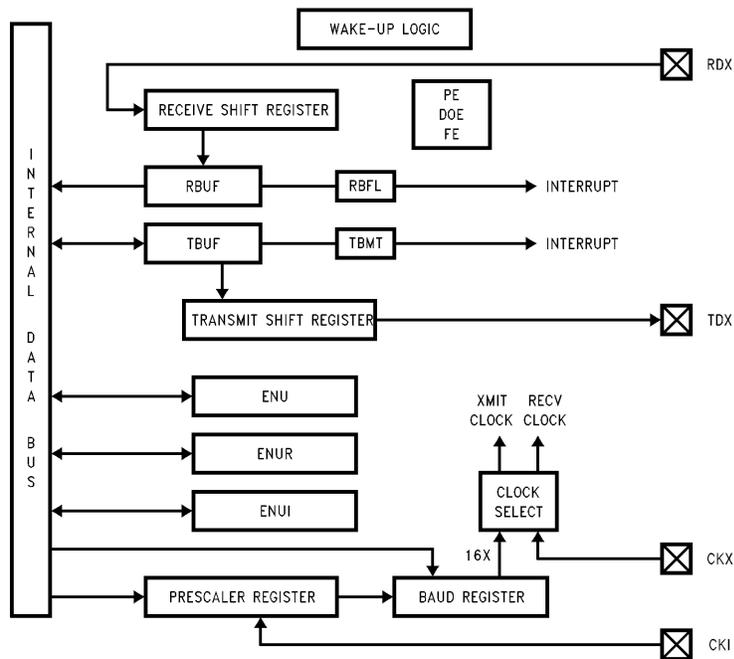 WAKE-UP LOGIC
RDX
RECEIVE SHIFT REGISTER
PE
DOE
FE
INTERNAL DATA BUS
RBUF
RBFL
INTERRUPT
TBUF
TBMT
INTERRUPT
TRANSMIT SHIFT REGISTER
TDX
ENU
XMIT
CLOCK
RECV
CLOCK
ENUR
ENUI
CLOCK
SELECT
16X
CKX
PRESCALER REGISTER
BAUD REGISTER
CKI